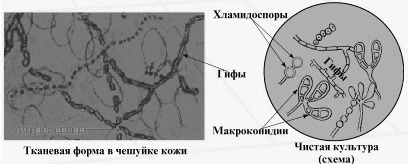 Хламидоспоры
Гифы
Гифы
Макроконидии
Тканевая форма в чешуйке кожи
Чистая культура
(схема)